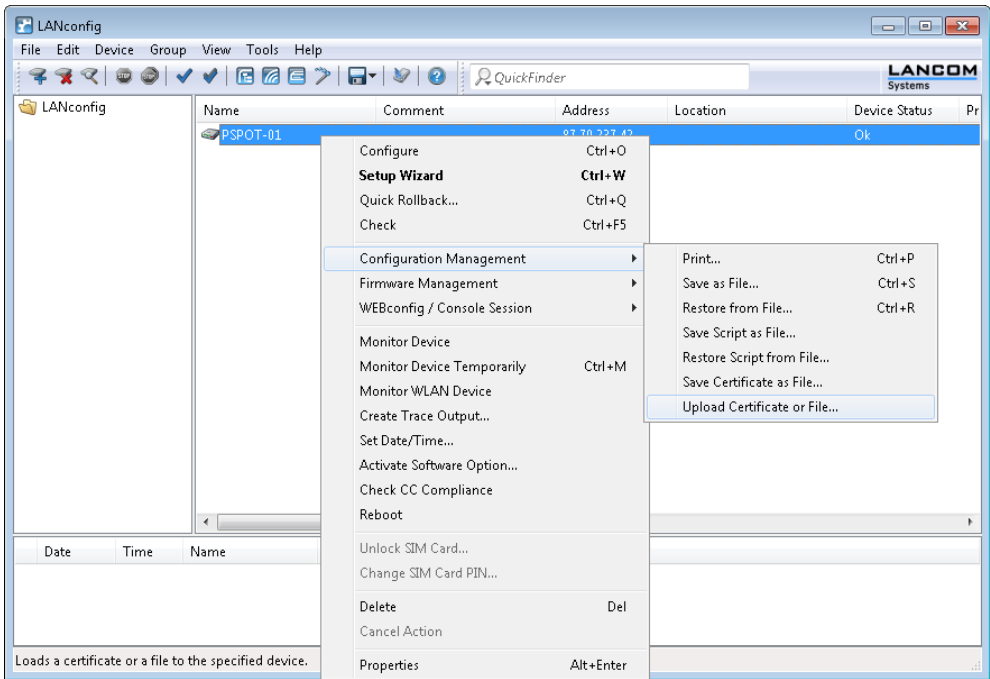 LANconfig
File Edit Device Group View Tools Help
QuickFinder
LANCOM
Systems
LANconfig
Name Comment Address Location Device Status Pr
PSPOT-01 Ok
Configure Ctrl+O
Setup Wizard Ctrl+W
Quick Rollback... Ctrl+Q
Check Ctrl+F5
Configuration Management
Firmware Management
WEBconfig / Console Session
Monitor Device
Monitor Device Temporarily Ctrl+M
Monitor WLAN Device
Create Trace Output...
Set Date/Time...
Activate Software Option...
Check CC Compliance
Reboot
Unlock SIM Card...
Change SIM Card PIN...
Delete Del
Cancel Action
Properties Alt+Enter
Print... Ctrl+P
Save as File... Ctrl+S
Restore from File... Ctrl+R
Save Script as File...
Restore Script from File...
Save Certificate as File...
Upload Certificate or File...
Date Time Name
Loads a certificate or a file to the specified device.